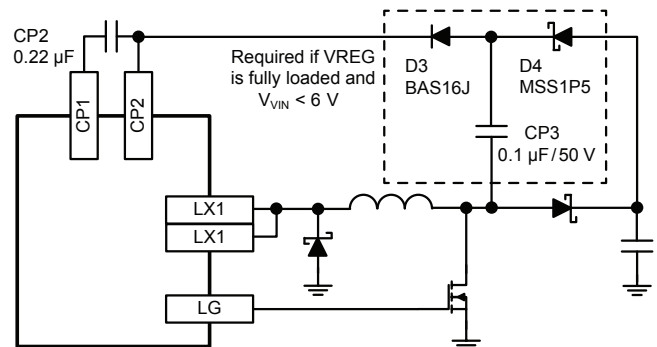 CP2
0.22 µF
Required if VREG
is fully loaded and
V_VIN < 6 V
D3
BAS16J
D4
MSS1P5
CP3
0.1 µF/50 V
CP1
CP2
LX1
LX1
LG